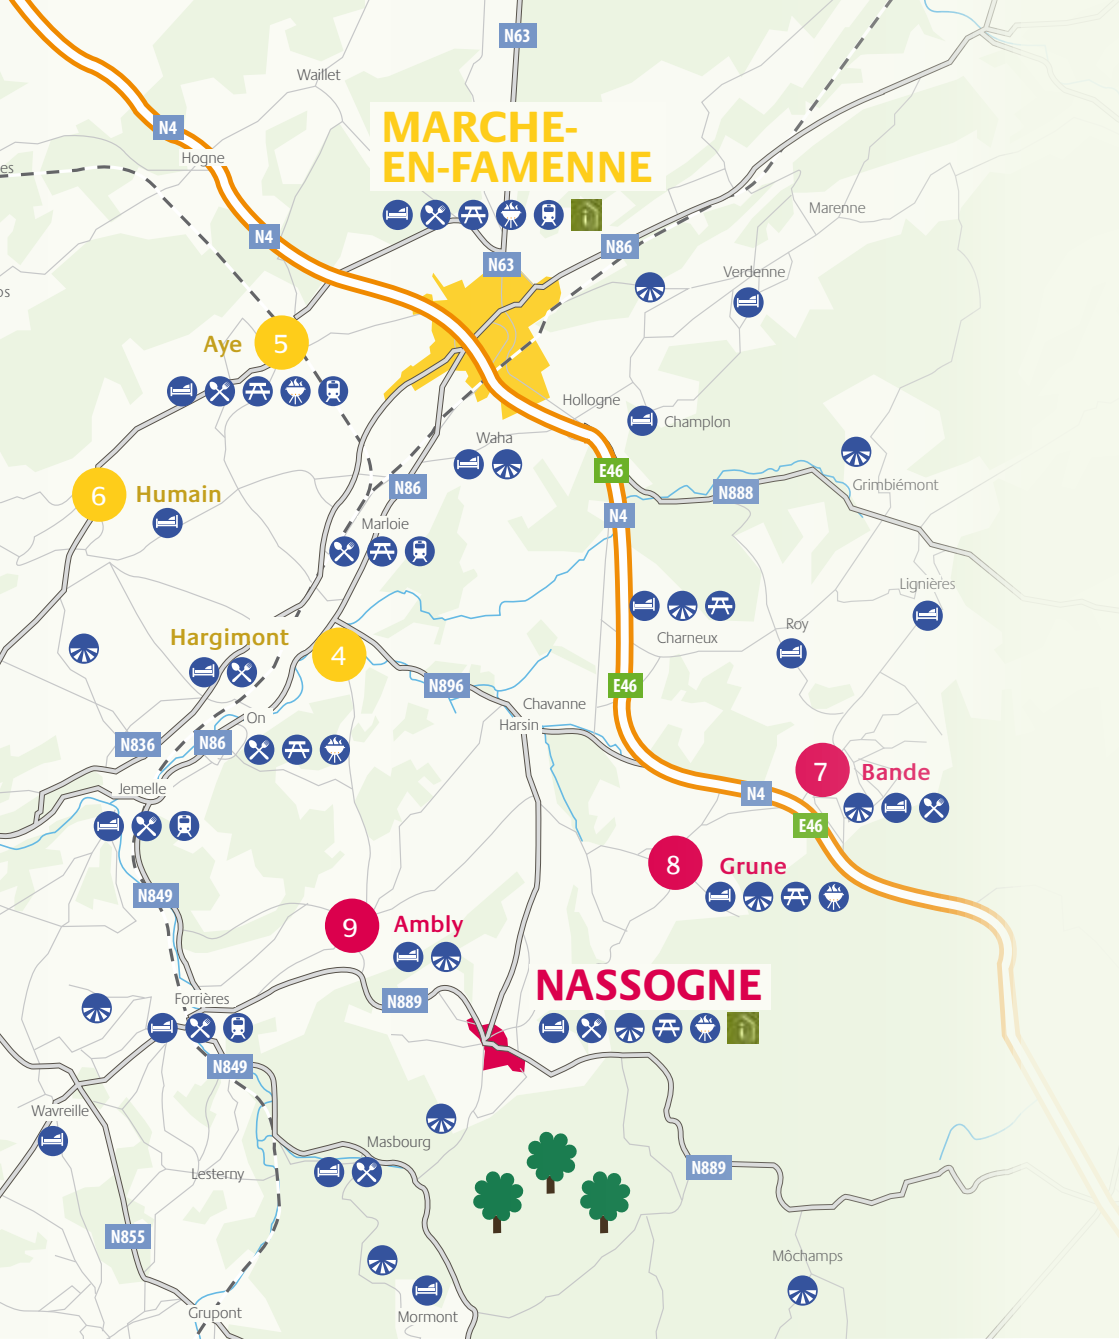 N63
Waillet
MARCHE-
EN-FAMENNE
N4
Hogne
es
Marenne
N4
N86
N63
Verdenne
os
Aye
5
Hollogne
Champlon
Waha
E46
Grimbiémont
6
Humain
N86
N888
N4
Marloie
Lignières
Roy
Charneux
Hargimont
4
N896
E46
Chavanne
On
Harsin
N836
N86
7
Bande
Jemelle
N4
E46
8
Grune
N849
9
Ambly
NASSOGNE
Forrières
N889
N849
Wavreille
Masbourg
N889
Lesterny
N855
Môchamps
Grupont
Mormont